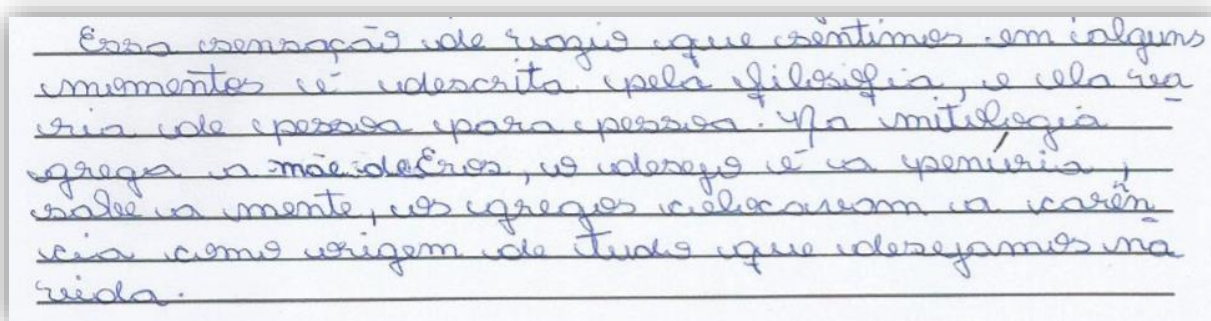 Essa sensação de vazio que sentimos em alguns
momentos é descrita pela filosofia, e ela va
ria de pessoa para pessoa. Na mitologia
grega a mãe de Eros, o desejo é a penúria,
sobe a mente, os gregos colocavam a carên
cia como origem de tudo que desejamos na
vida.